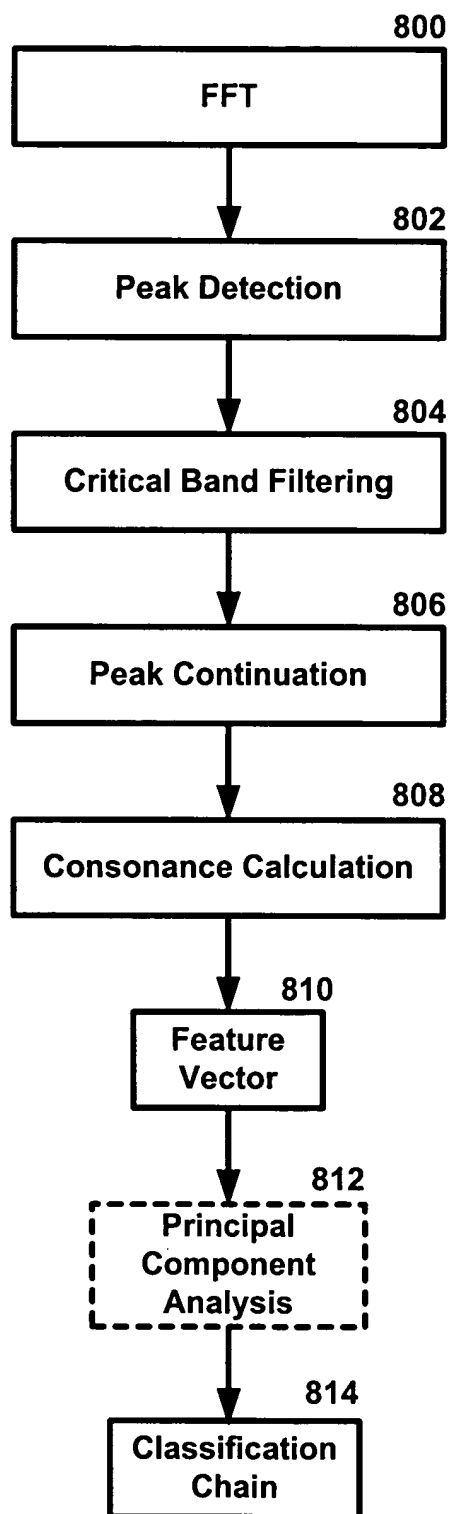 800
FFT
802
Peak Detection
804
Critical Band Filtering
806
Peak Continuation
808
Consonance Calculation
810
Feature
Vector
812
Principal
Component
Analysis
814
Classification
Chain